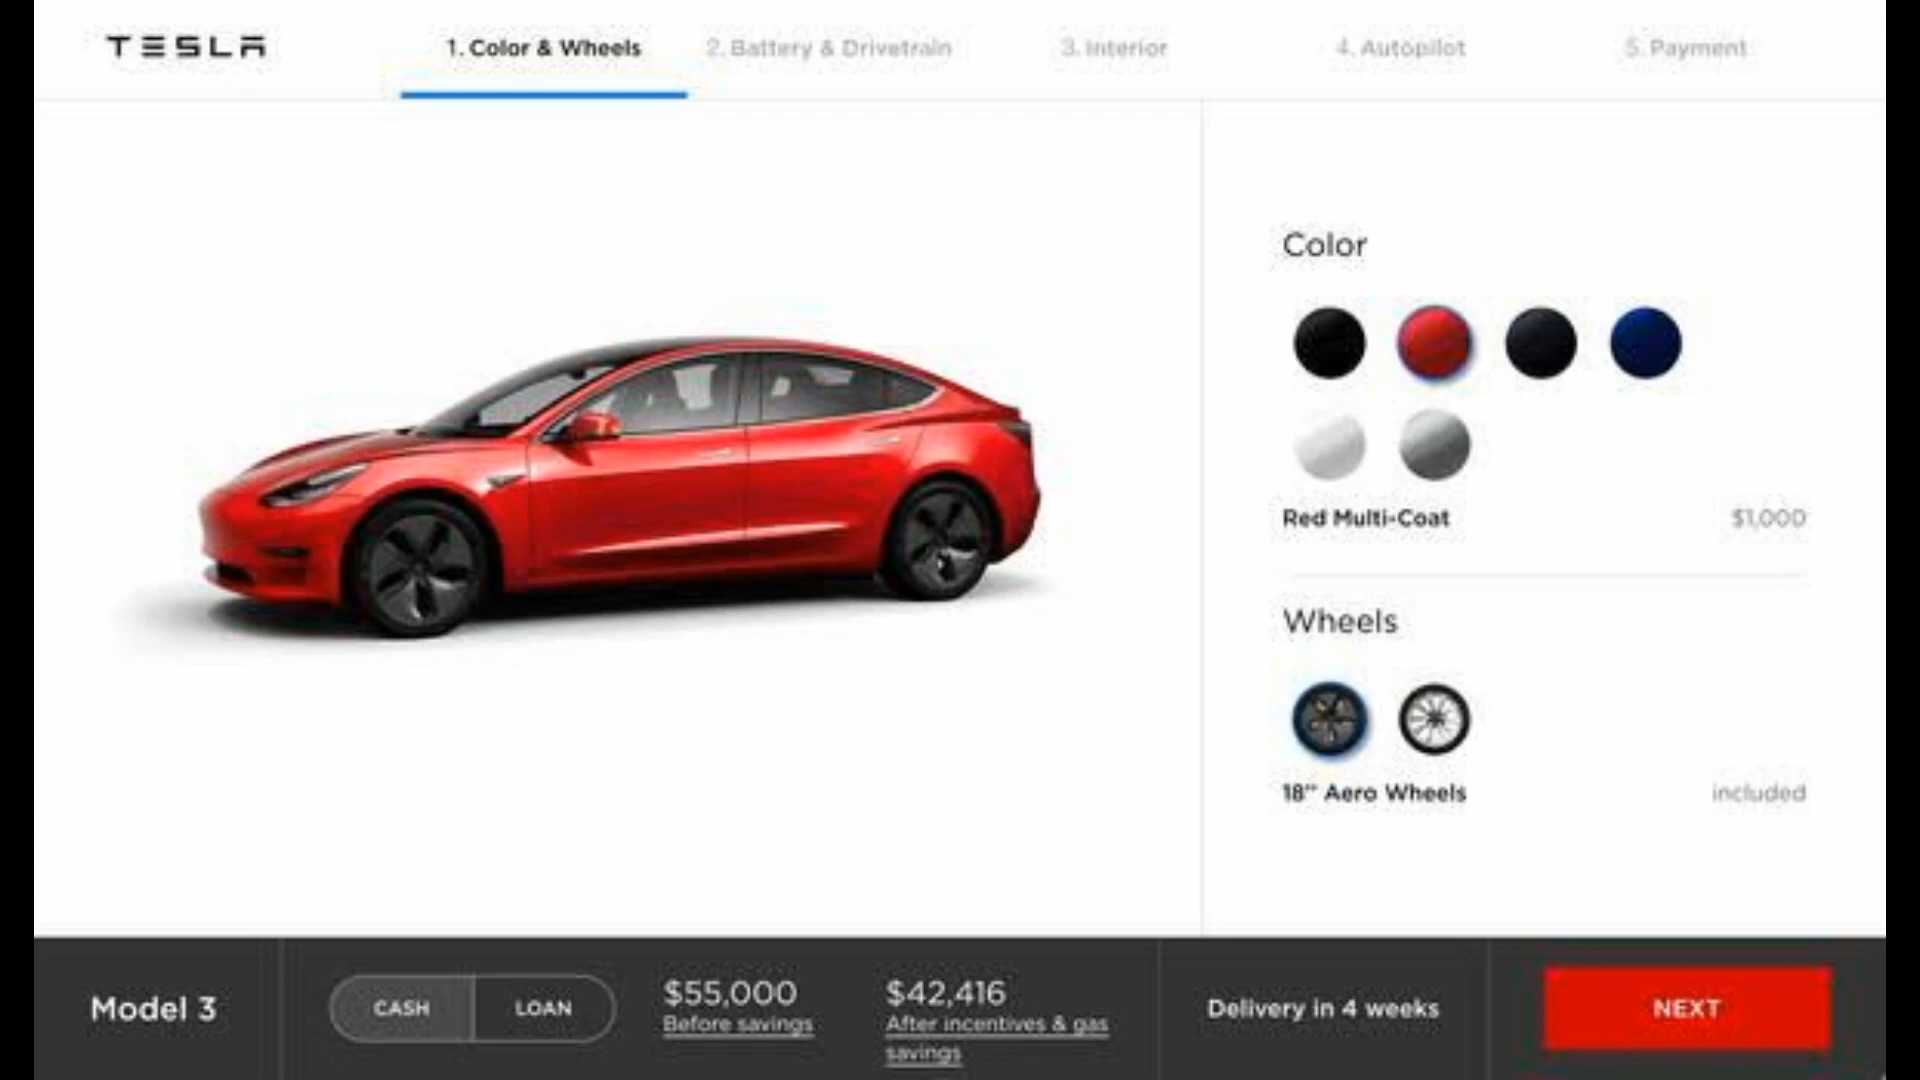 TESLA
1. Color & Wheels
2. Battery & Drivetrain
3. Interior
4. Autopilot
5. Payment
Color
Red Multi-Coat
$1,000
Wheels
18" Aero Wheels
included
Model 3
CASH
LOAN
$55,000
Before savings
$42,416
After incentives & gas
savings
Delivery in 4 weeks
NEXT